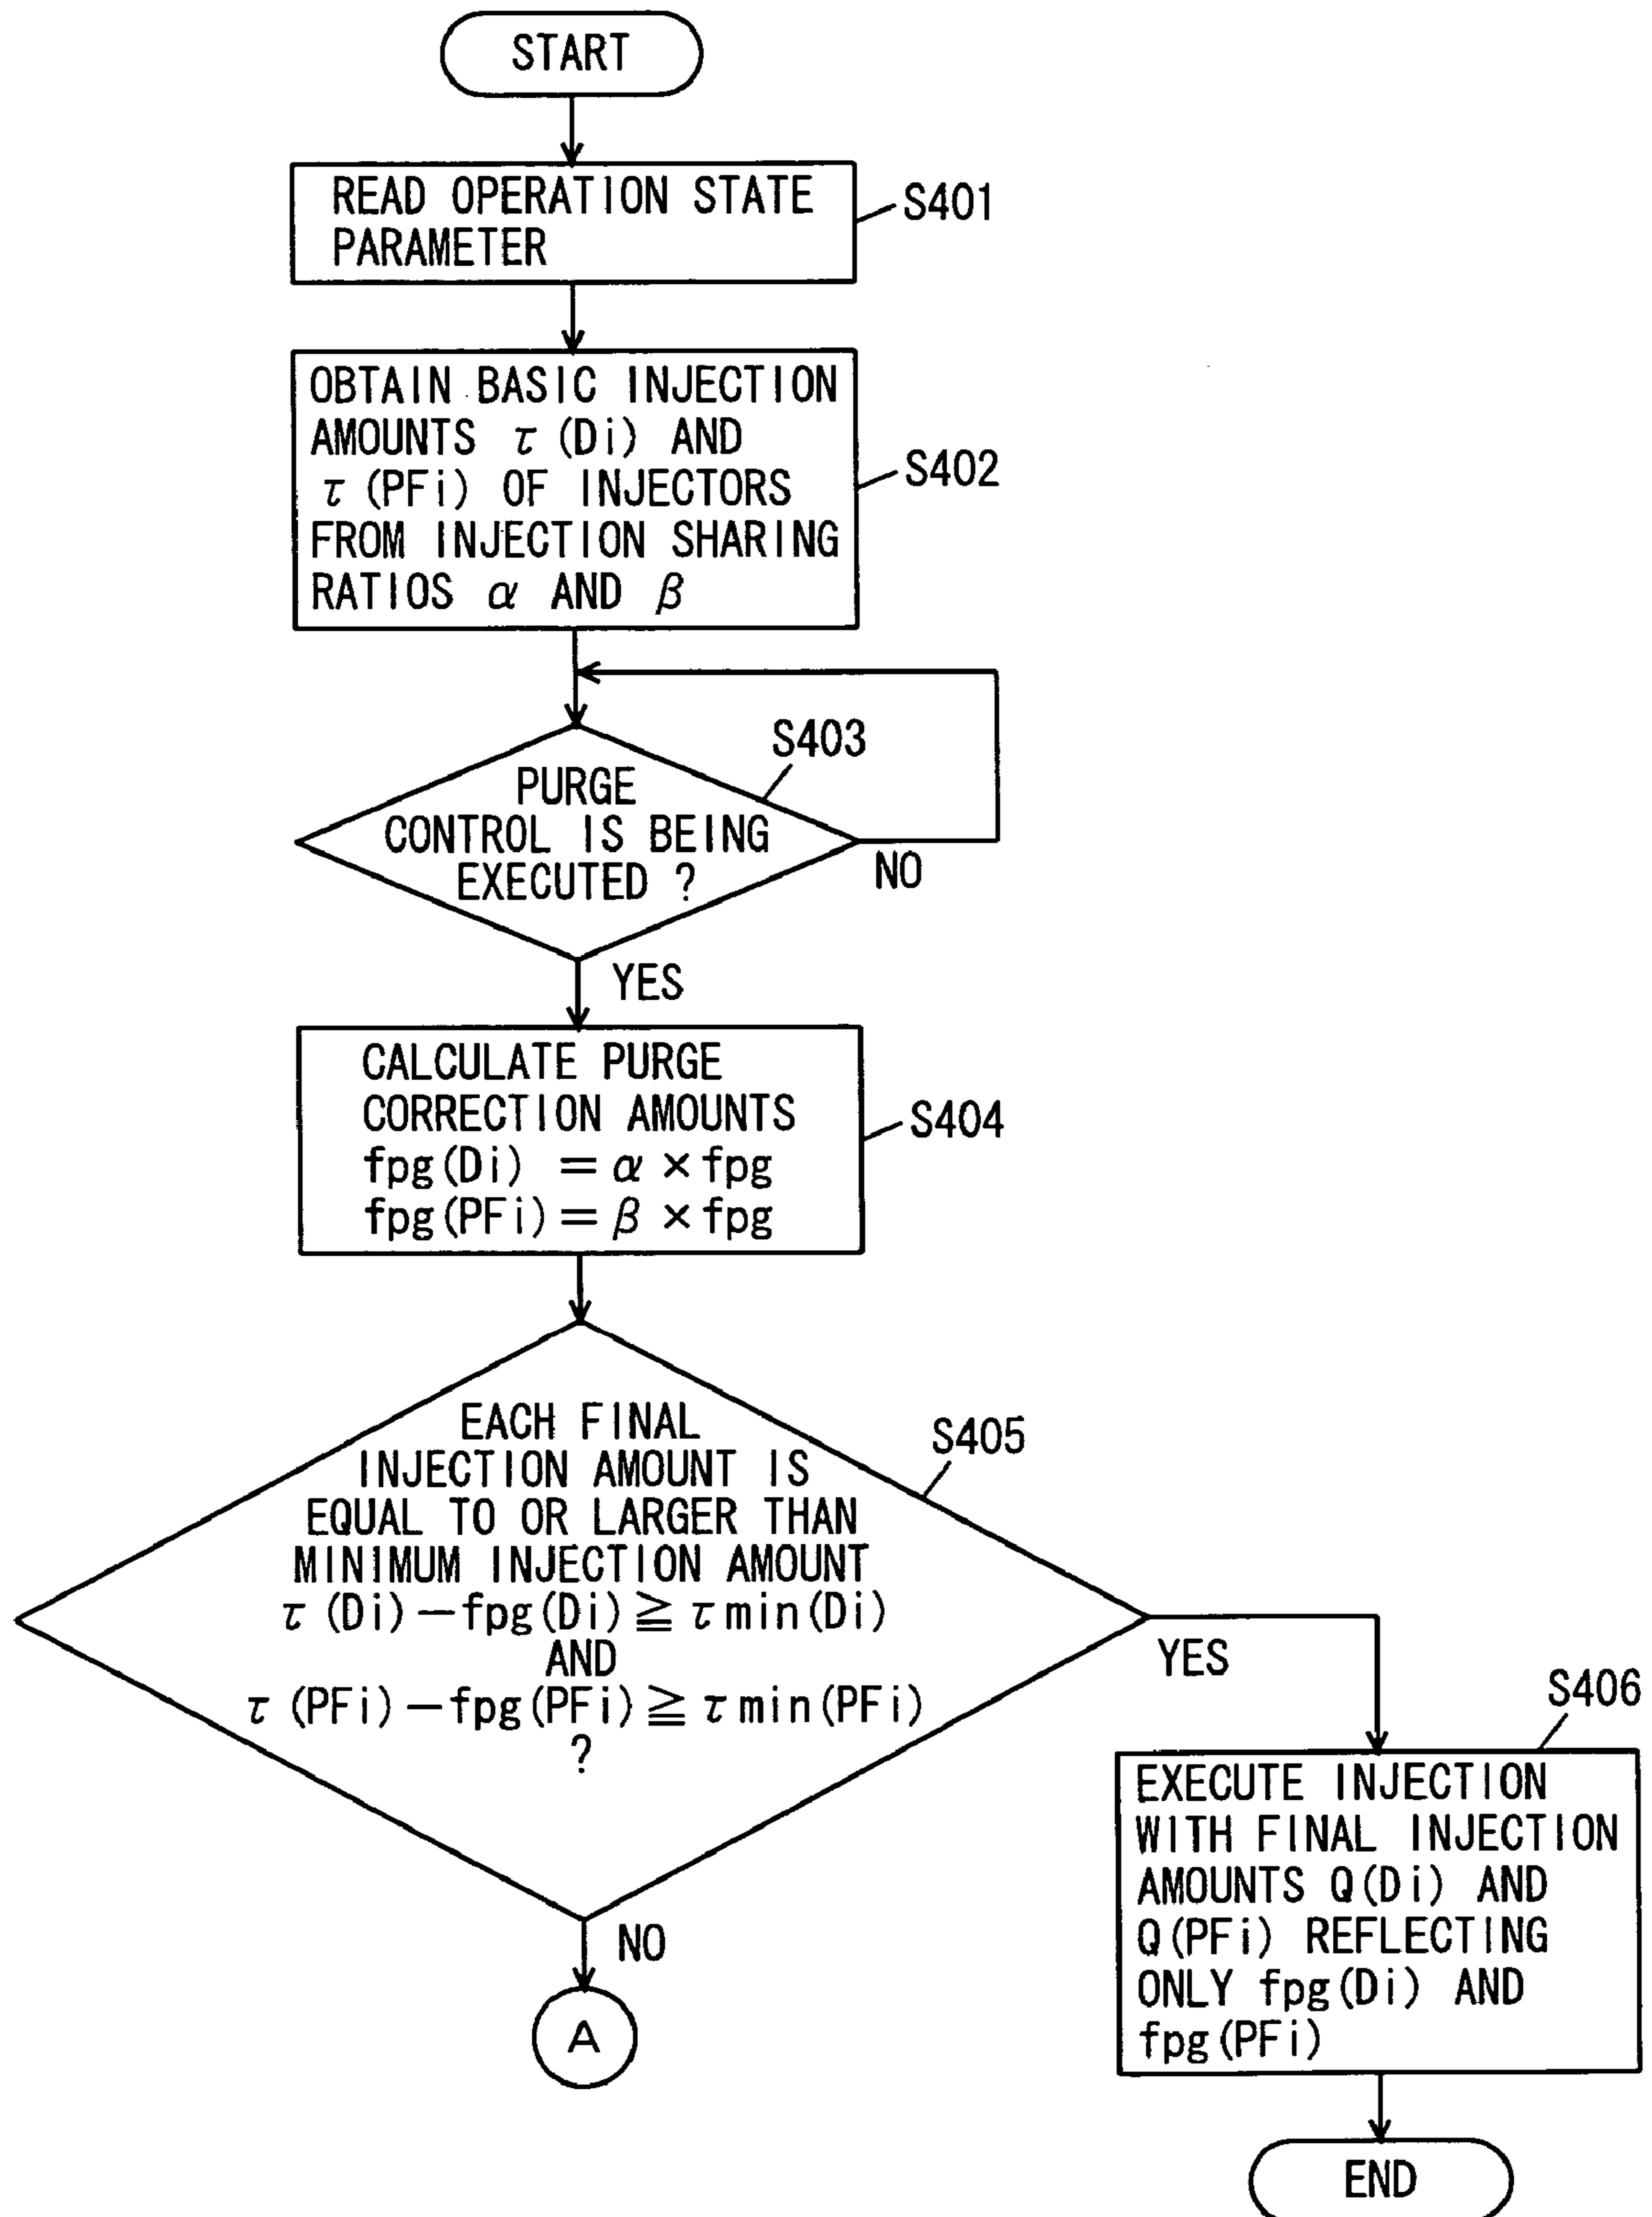 START
READ OPERATION STATE
PARAMETER
S401
OBTAIN BASIC INJECTION
AMOUNTS τ (Di) AND
τ (PFi) OF INJECTORS
FROM INJECTION SHARING
RATIOS α AND β
S402
S403
PURGE
CONTROL IS BEING
EXECUTED ?
NO
YES
CALCULATE PURGE
CORRECTION AMOUNTS
fpg(Di) = α × fpg
fpg(PFi) = β × fpg
S404
EACH FINAL
INJECTION AMOUNT IS
EQUAL TO OR LARGER THAN
MINIMUM INJECTION AMOUNT
τ (Di) − fpg(Di) ≧ τ min(Di)
AND
τ (PFi) − fpg(PFi) ≧ τ min(PFi)
?
S405
YES
NO
A
S406
EXECUTE INJECTION
WITH FINAL INJECTION
AMOUNTS Q(Di) AND
Q(PFi) REFLECTING
ONLY fpg(Di) AND
fpg(PFi)
END